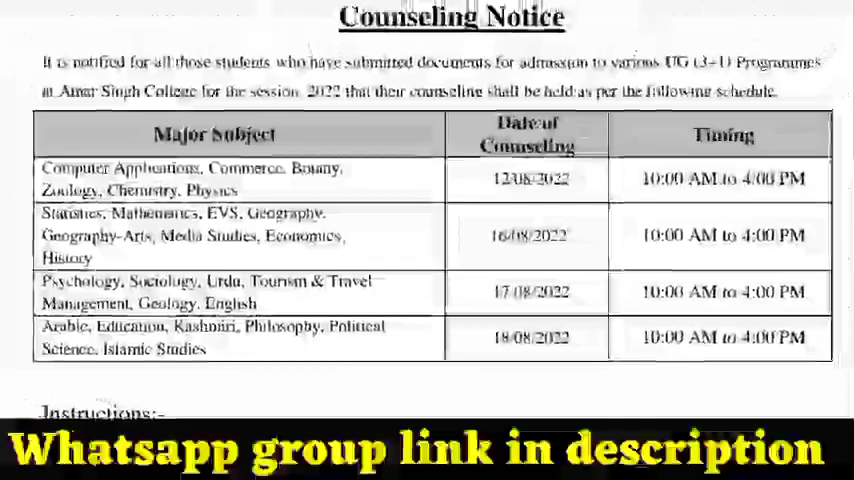 Counseling Notice
It is notified for all those students who have submitted documents for admission to various UG (3+1) Programmes
at Amar Singh College for the session, 2022 that their counseling shall be held as per the following schedule.
Major Subject
Date of
Counseling
Timing
Computer Applications, Commerce, Botany,
Zoology, Chemistry, Physics
12/08/2022
10:00 AM to 4:00 PM
Statistics, Mathematics, EVS, Geography,
Geography-Arts, Media Studies, Economics,
History
16/08/2022
10:00 AM to 4:00 PM
Psychology, Sociology, Urdu, Tourism & Travel
Management, Geology, English
17/08/2022
10:00 AM to 4:00 PM
Arabic, Education, Kashmiri, Philosophy, Political
Science, Islamic Studies
18/08/2022
10:00 AM to 4:00 PM
Instructions:-
Whatsapp group link in description